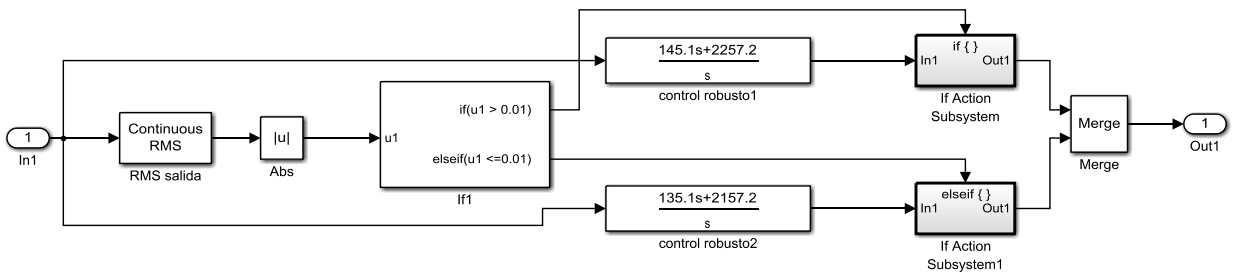 1
In1
Continuous
RMS
RMS salida
|u|
Abs
u1
if(u1 > 0.01)
elseif(u1 <=0.01)
If1
145.1s+2257.2
s
control robusto1
135.1s+2157.2
s
control robusto2
if { }
In1
Out1
If Action
Subsystem
elseif { }
In1
Out1
If Action
Subsystem1
Merge
Merge
1
Out1